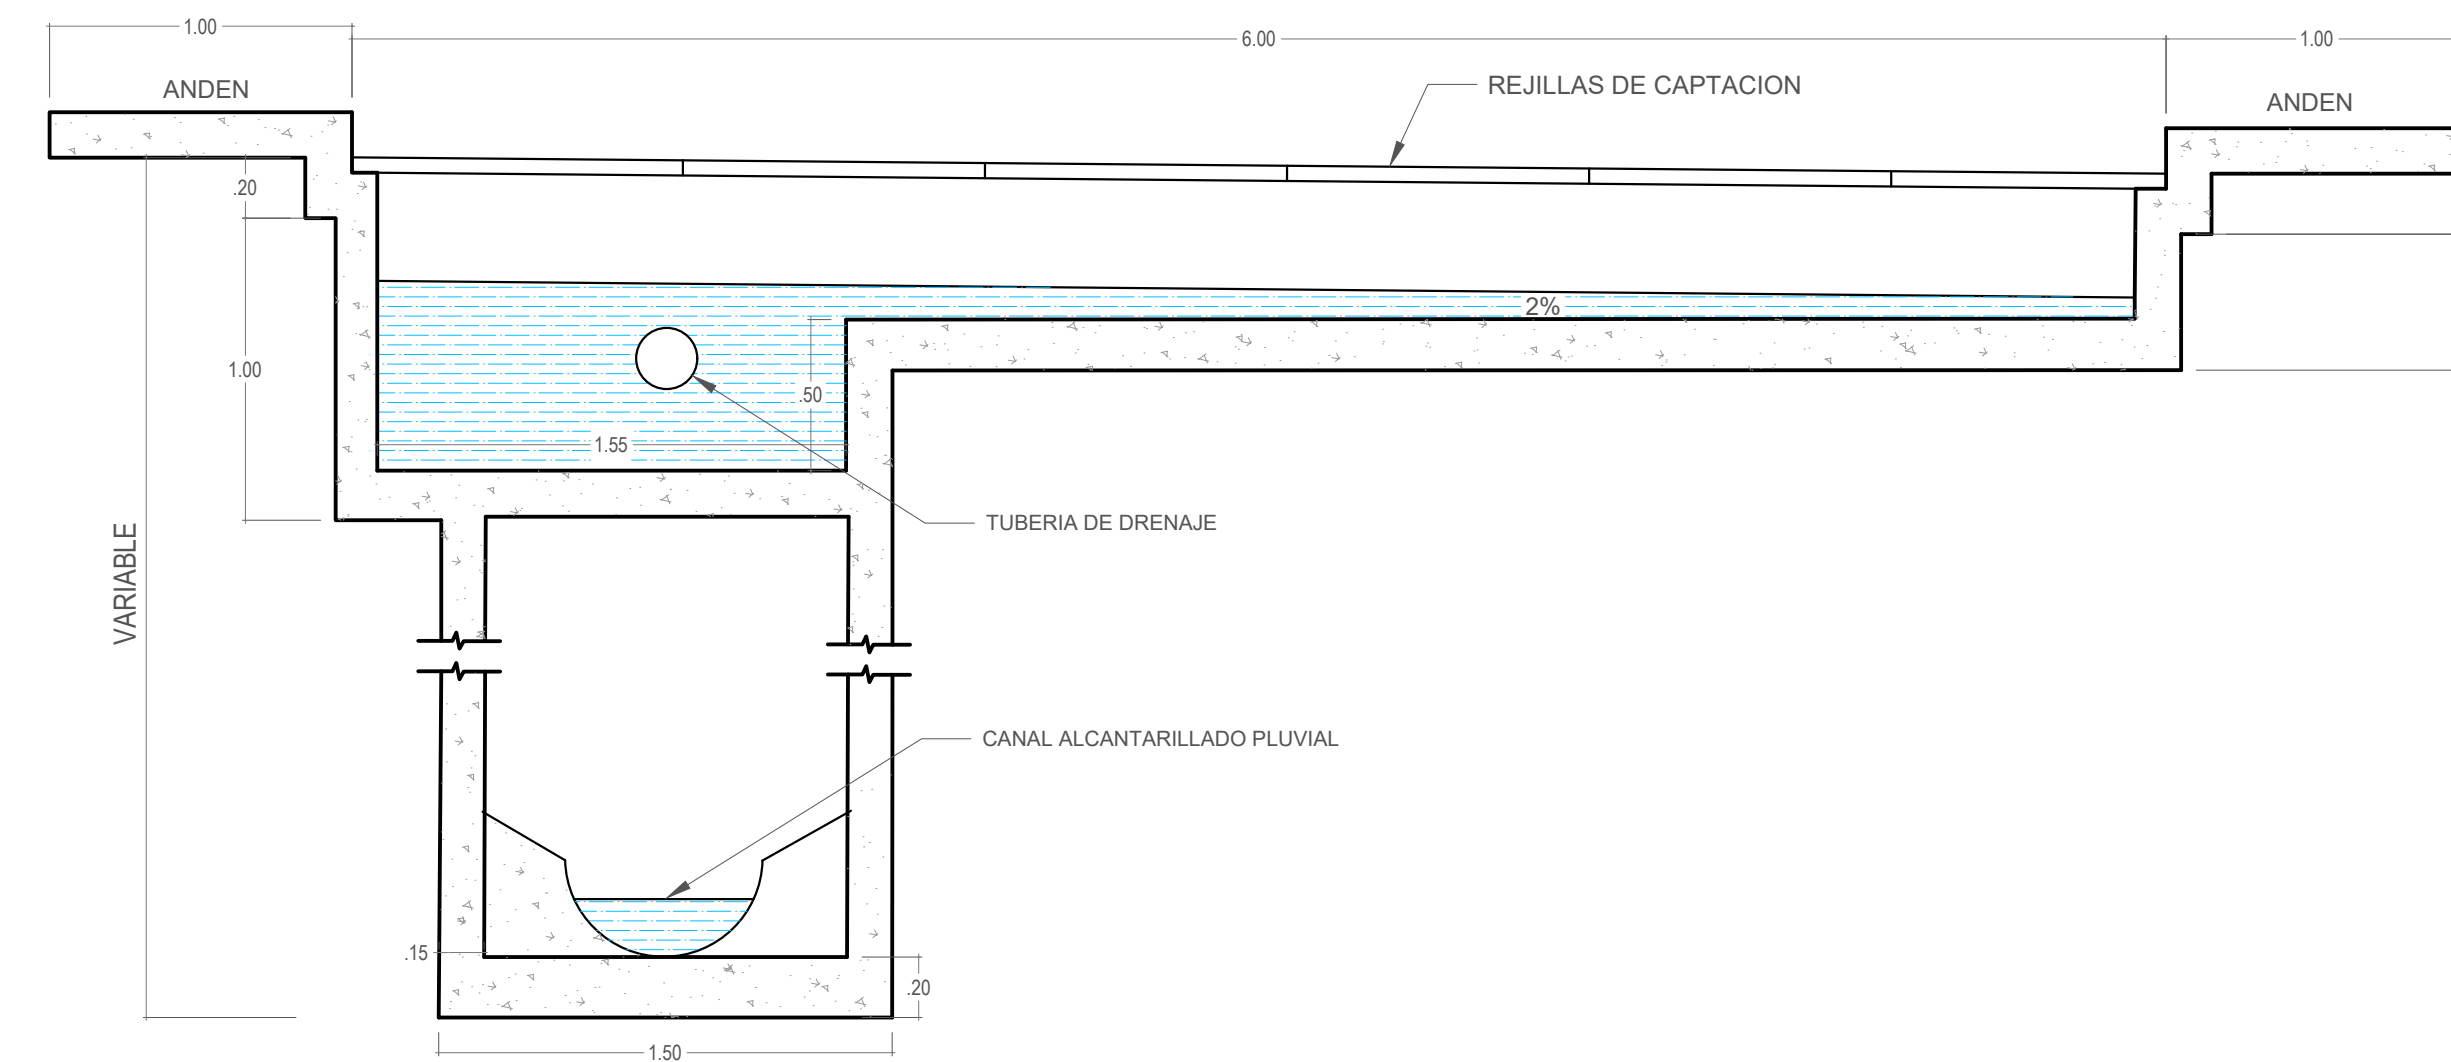 1.00
6.00
1.00
ANDEN
REJILLAS DE CAPTACION
ANDEN
.20
2%
1.00
.50
1.55
TUBERIA DE DRENAJE
VARIABLE
CANAL ALCANTARILLADO PLUVIAL
.15
.20
1.50